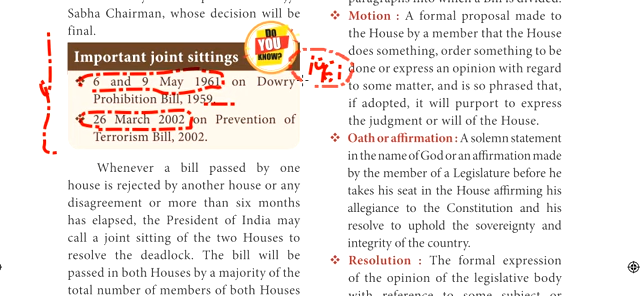 Sabha Chairman, whose decision will be
final.
Important joint sittings
DO YOU KNOW?
6 and 9 May 1961 on Dowry
Prohibition Bill, 1959.
26 March 2002 on Prevention of
Terrorism Bill, 2002.
Whenever a bill passed by one
house is rejected by another house or any
disagreement or more than six months
has elapsed, the President of India may
call a joint sitting of the two Houses to
resolve the deadlock. The bill will be
passed in both Houses by a majority of the
total number of members of both Houses
paragraphs into which a Bill is divided.
Motion : A formal proposal made to
the House by a member that the House
does something, order something to be
done or express an opinion with regard
to some matter, and is so phrased that,
if adopted, it will purport to express
the judgment or will of the House.
Oath or affirmation : A solemn statement
in the name of God or an affirmation made
by the member of a Legislature before he
takes his seat in the House affirming his
allegiance to the Constitution and his
resolve to uphold the sovereignty and
integrity of the country.
Resolution : The formal expression
of the opinion of the legislative body
with reference to some subject or